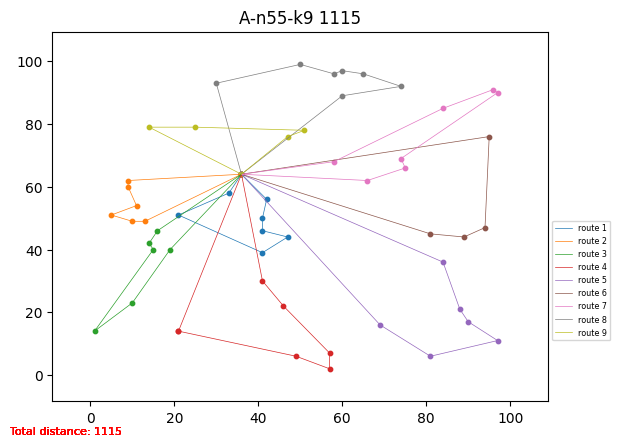 A-n55-k9 1115
100
80
60
40
20
0
0 20 40 60 80 100
route 1
route 2
route 3
route 4
route 5
route 6
route 7
route 8
route 9
Total distance: 1115